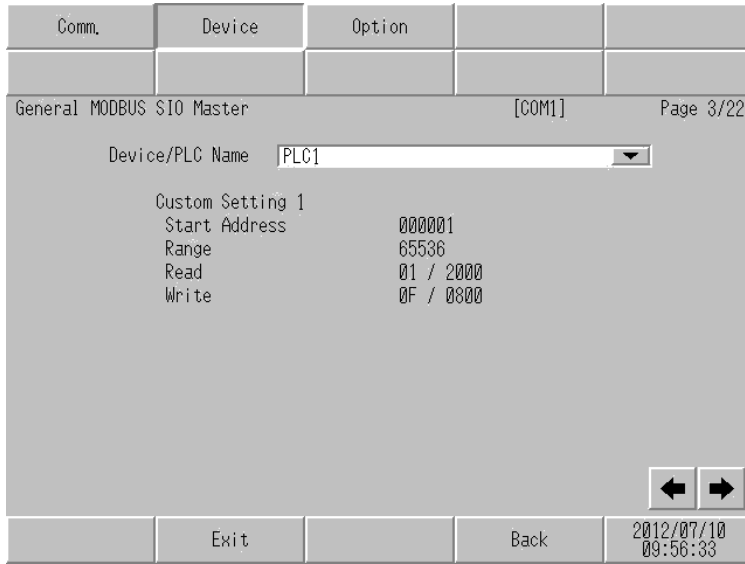 Comm. Device Option
General MODBUS SIO Master [COM1] Page 3/22
Device/PLC Name PLC1
Custom Setting 1
Start Address 000001
Range 65536
Read 01 / 2000
Write 0F / 0800
Exit Back 2012/07/10
09:56:33